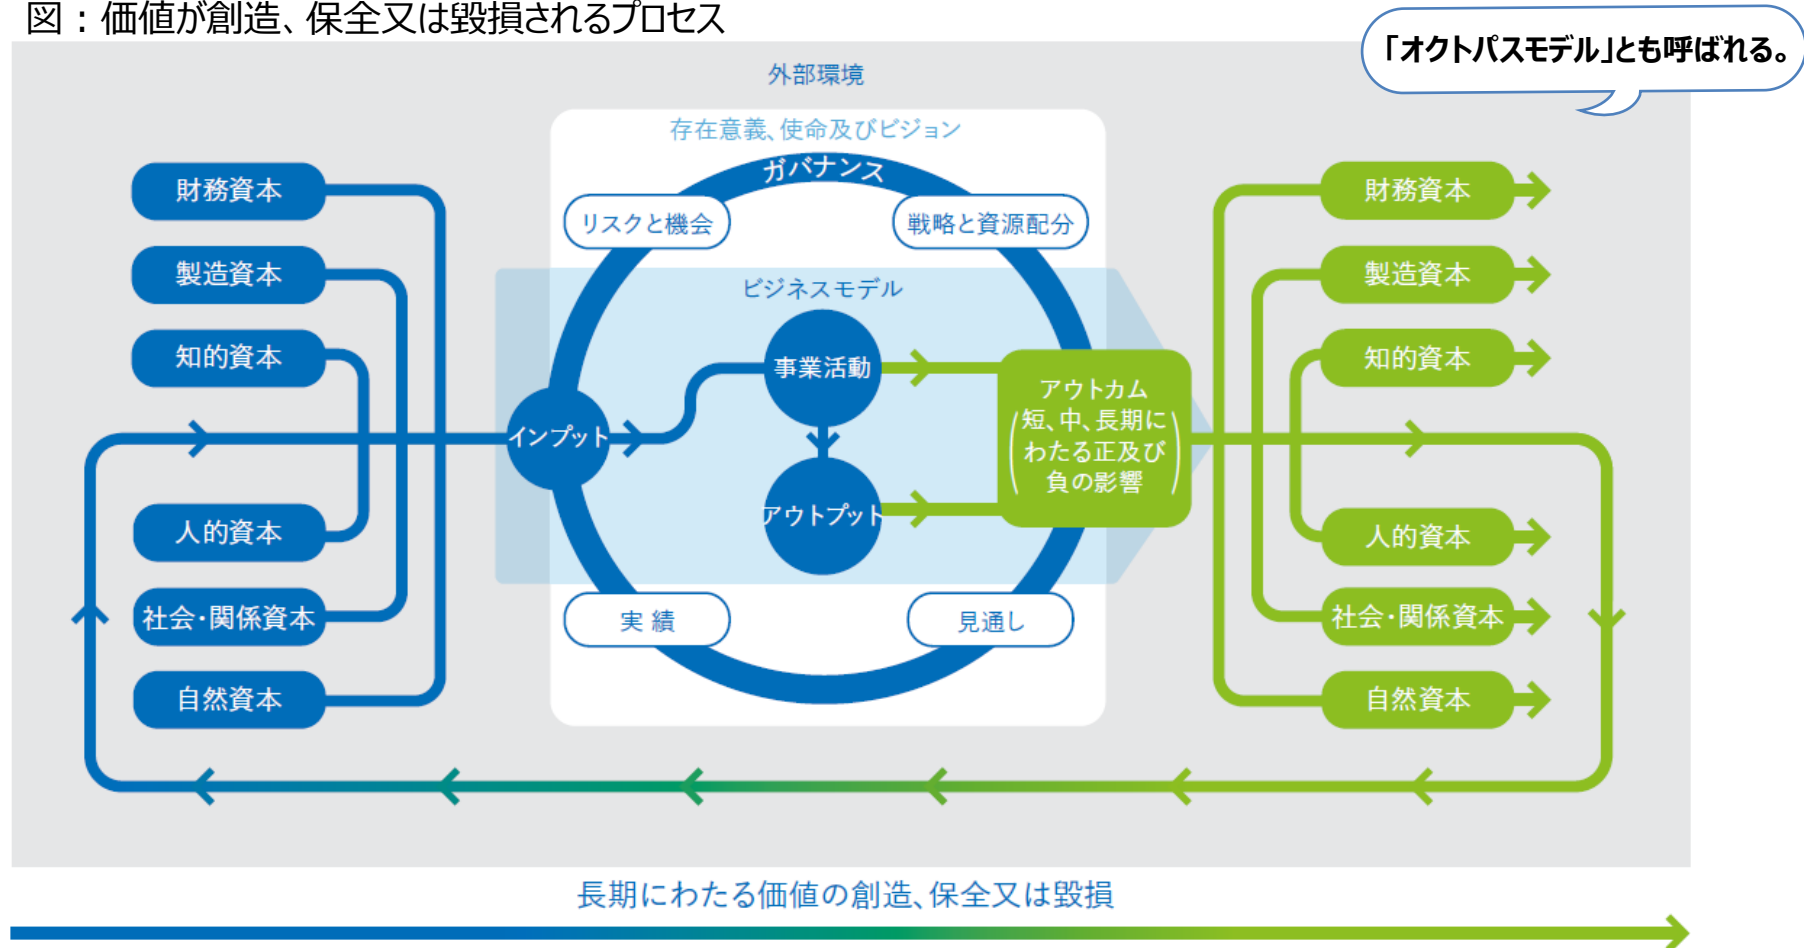 図：価値が創造、保全又は毀損されるプロセス
「オクトパスモデル」とも呼ばれる。
外部環境
存在意義、使命及びビジョン
ガバナンス
リスクと機会
戦略と資源配分
ビジネスモデル
財務資本
製造資本
知的資本
人的資本
社会・関係資本
自然資本
インプット
事業活動
アウトプット
アウトカム
(短、中、長期に
わたる正及び
負の影響)
実績
見通し
財務資本
製造資本
知的資本
人的資本
社会・関係資本
自然資本
長期にわたる価値の創造、保全又は毀損